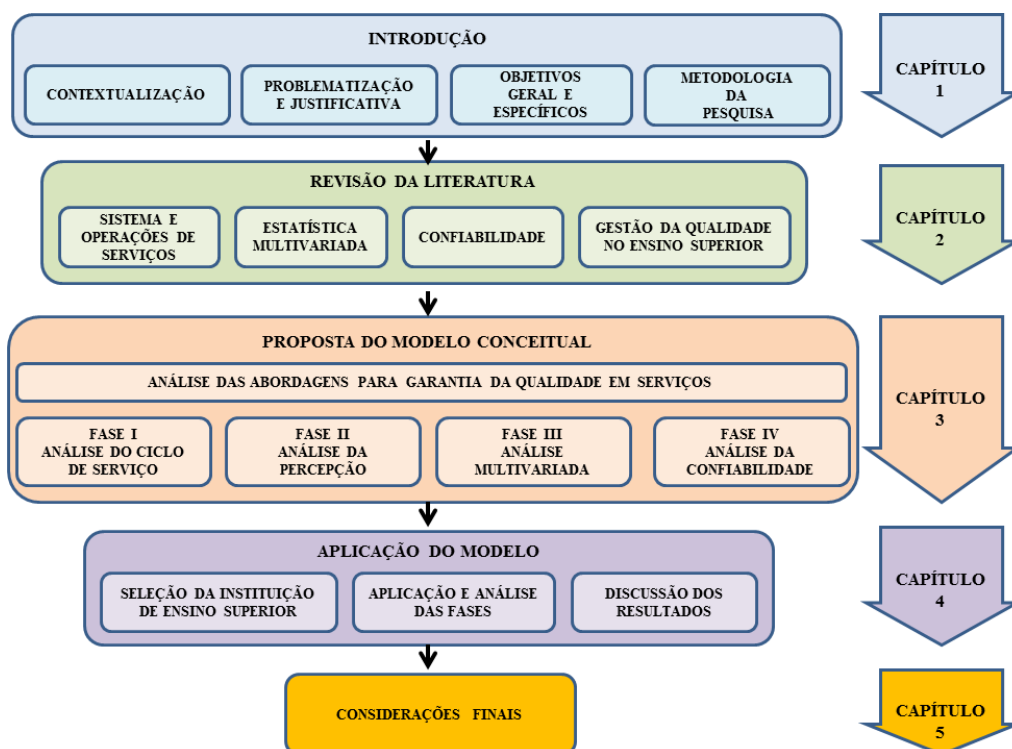 INTRODUÇÃO
CONTEXTUALIZAÇÃO
PROBLEMATIZAÇÃO
E JUSTIFICATIVA
OBJETIVOS
GERAL E
ESPECÍFICOS
METODOLOGIA
DA
PESQUISA
CAPÍTULO
1
REVISÃO DA LITERATURA
SISTEMA E
OPERAÇÕES DE
SERVIÇOS
ESTATÍSTICA
MULTIVARIADA
CONFIABILIDADE
GESTÃO DA QUALIDADE
NO ENSINO SUPERIOR
CAPÍTULO
2
PROPOSTA DO MODELO CONCEITUAL
ANÁLISE DAS ABORDAGENS PARA GARANTIA DA QUALIDADE EM SERVIÇOS
FASE I
ANÁLISE DO CICLO
DE SERVIÇO
FASE II
ANÁLISE DA
PERCEPÇÃO
FASE III
ANÁLISE
MULTIVARIADA
FASE IV
ANÁLISE DA
CONFIABILIDADE
CAPÍTULO
3
APLICAÇÃO DO MODELO
SELEÇÃO DA INSTITUIÇÃO
DE ENSINO SUPERIOR
APLICAÇÃO E ANÁLISE
DAS FASES
DISCUSSÃO DOS
RESULTADOS
CAPÍTULO
4
CONSIDERAÇÕES FINAIS
CAPÍTULO
5